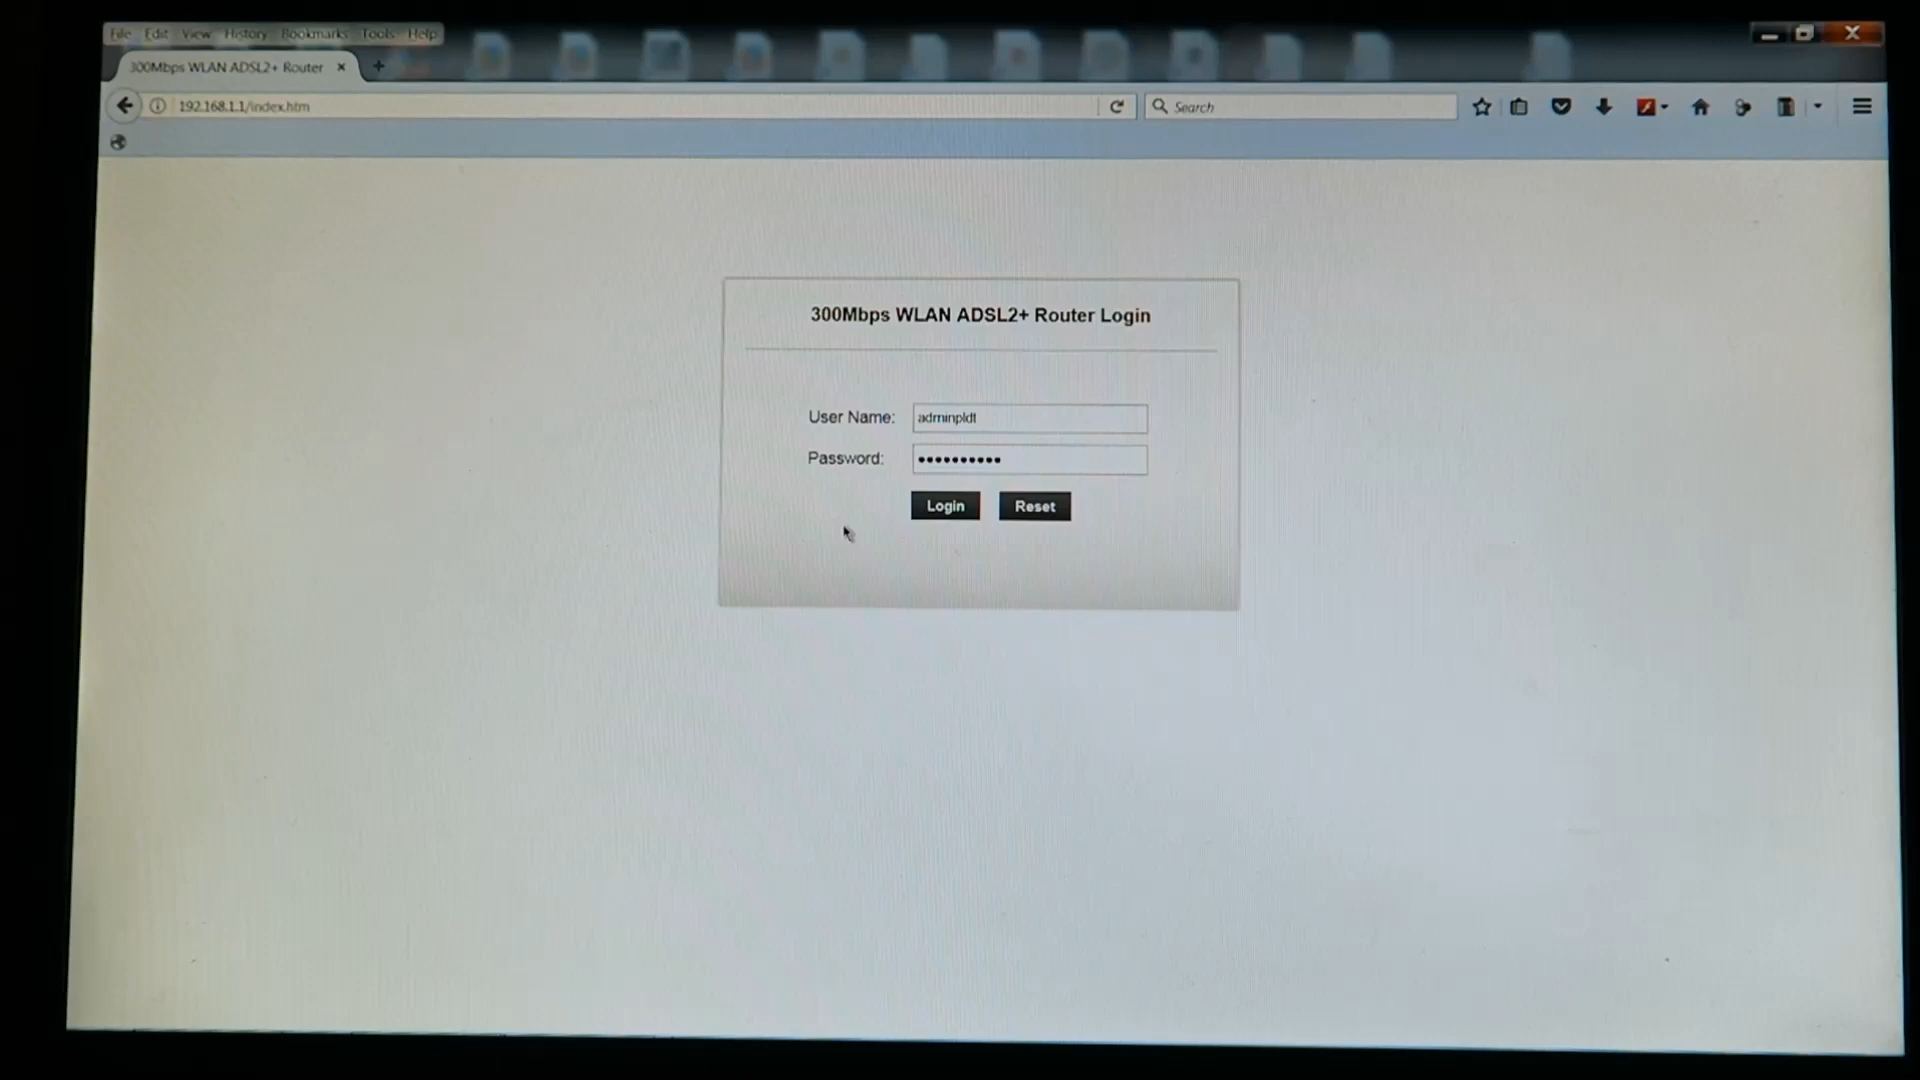 File Edit View History Bookmarks Tools Help
300Mbps WLAN ADSL2+ Router
192.168.1.1/index.htm
Search
300Mbps WLAN ADSL2+ Router Login
User Name: adminpldt
Password: ••••••••••
Login Reset